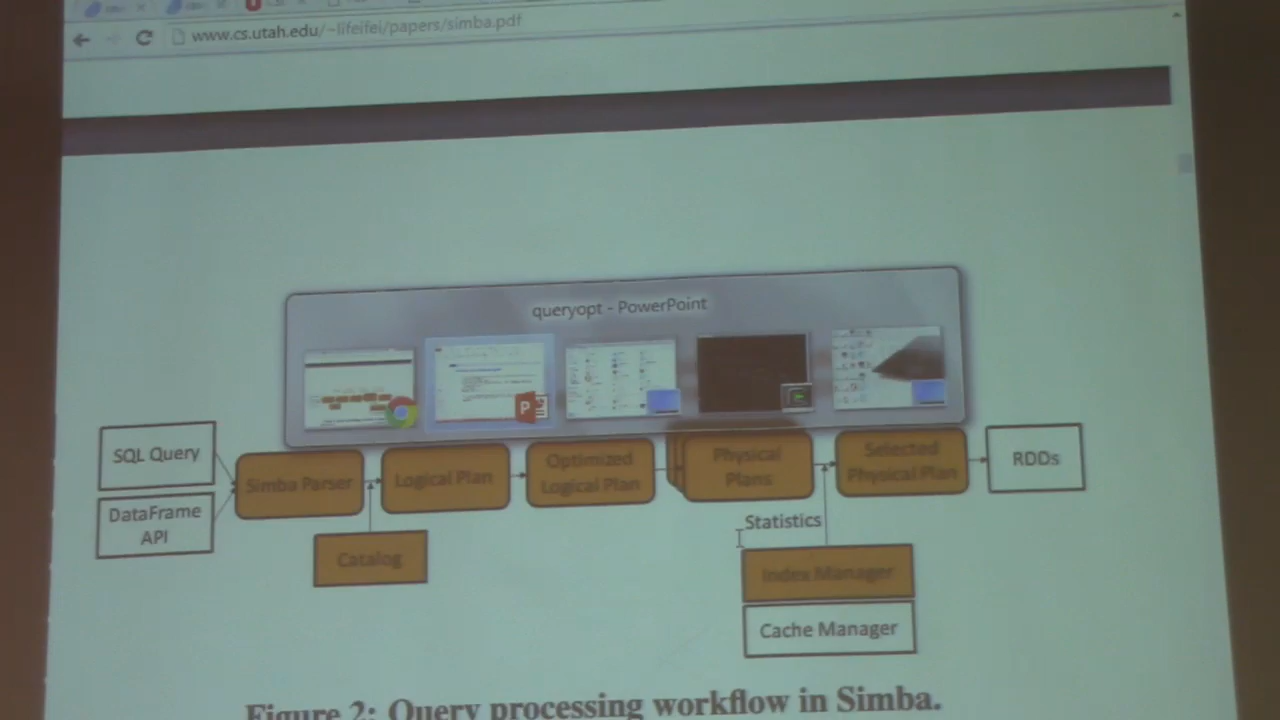 www.cs.utah.edu/~lifeifei/papers/simba.pdf
queryopt - PowerPoint
SQL Query
DataFrame
API
Simba Parser
Logical Plan
Optimized
Logical Plan
Physical
Plans
Selected
Physical Plan
RDDs
Catalog
Statistics
Index Manager
Cache Manager
Figure 2: Query processing workflow in Simba.